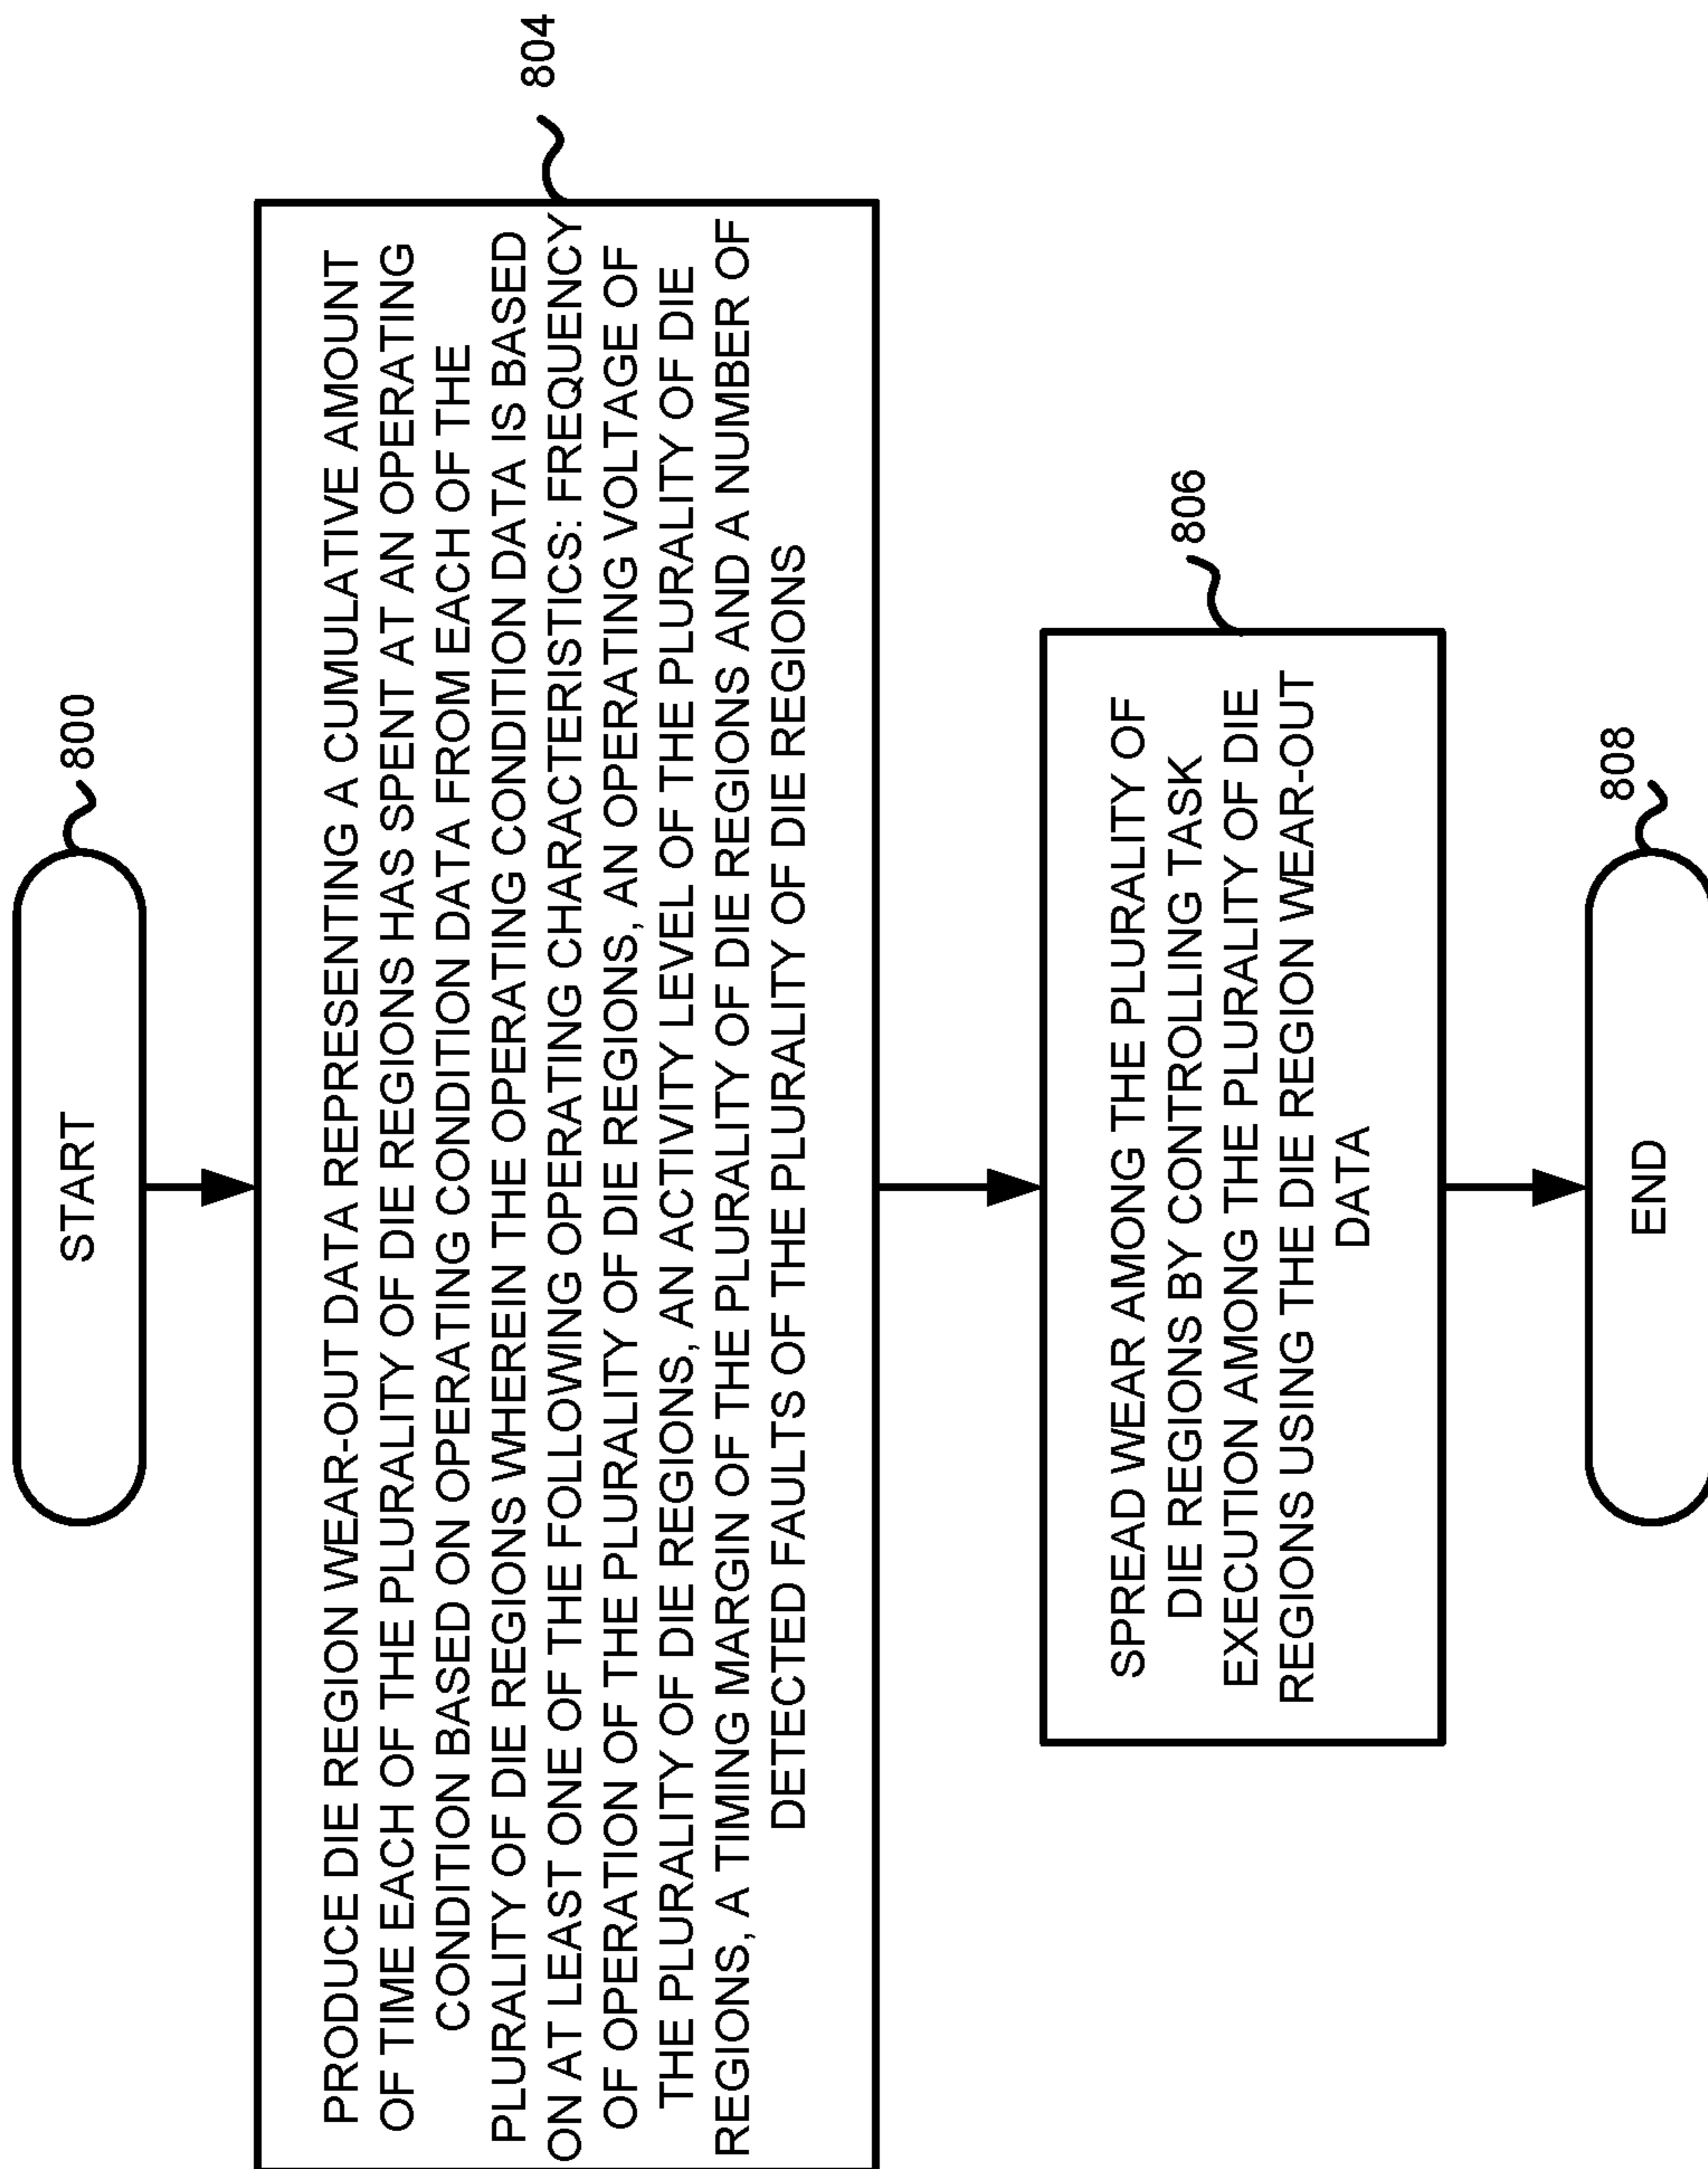 START
800
PRODUCE DIE REGION WEAR-OUT DATA REPRESENTING A CUMULATIVE AMOUNT
OF TIME EACH OF THE PLURALITY OF DIE REGIONS HAS SPENT AT AN OPERATING
CONDITION BASED ON OPERATING CONDITION DATA FROM EACH OF THE
PLURALITY OF DIE REGIONS WHEREIN THE OPERATING CONDITION DATA IS BASED
ON AT LEAST ONE OF THE FOLLOWING OPERATING CHARACTERISTICS: FREQUENCY
OF OPERATION OF THE PLURALITY OF DIE REGIONS, AN OPERATING VOLTAGE OF
THE PLURALITY OF DIE REGIONS, AN ACTIVITY LEVEL OF THE PLURALITY OF DIE
REGIONS, A TIMING MARGIN OF THE PLURALITY OF DIE REGIONS AND A NUMBER OF
DETECTED FAULTS OF THE PLURALITY OF DIE REGIONS
804
SPREAD WEAR AMONG THE PLURALITY OF
DIE REGIONS BY CONTROLLING TASK
EXECUTION AMONG THE PLURALITY OF DIE
REGIONS USING THE DIE REGION WEAR-OUT
DATA
806
END
808